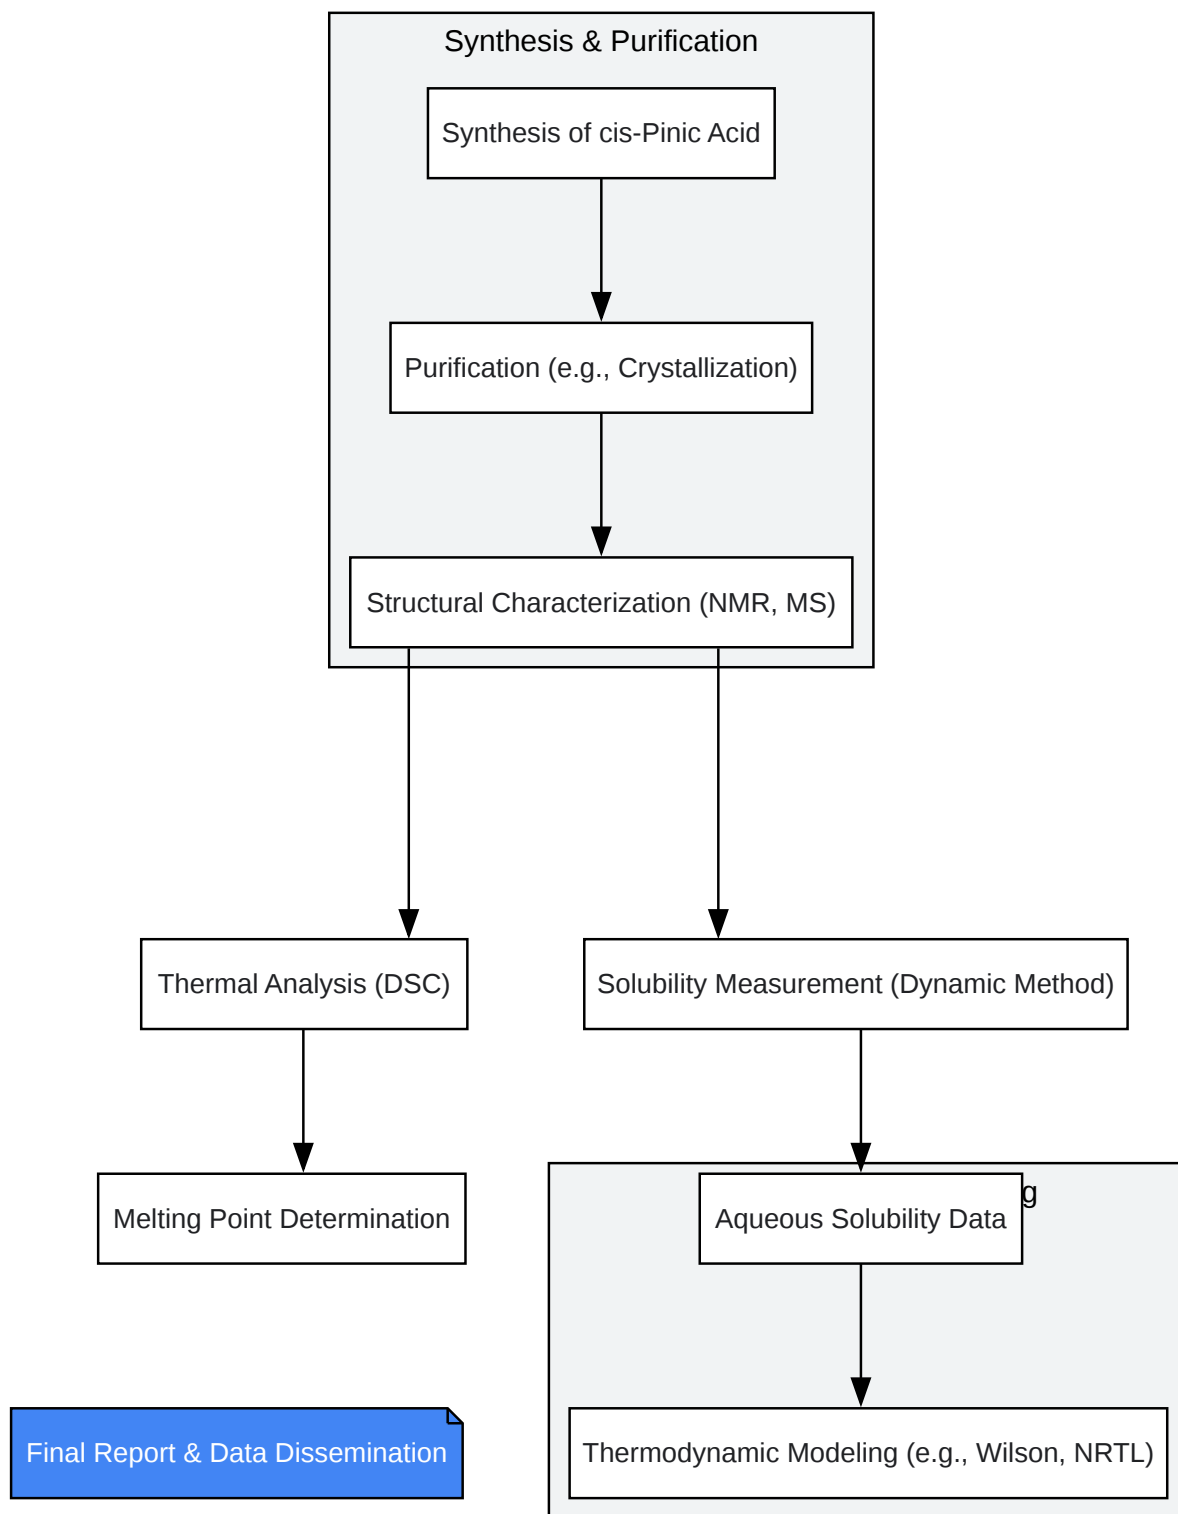 Synthesis & Purification
Synthesis of cis-Pinic Acid
Purification (e.g., Crystallization)
Structural Characterization (NMR, MS)
Thermal Analysis (DSC)
Solubility Measurement (Dynamic Method)
Melting Point Determination
Aqueous Solubility Data
Final Report & Data Dissemination
Thermodynamic Modeling (e.g., Wilson, NRTL)